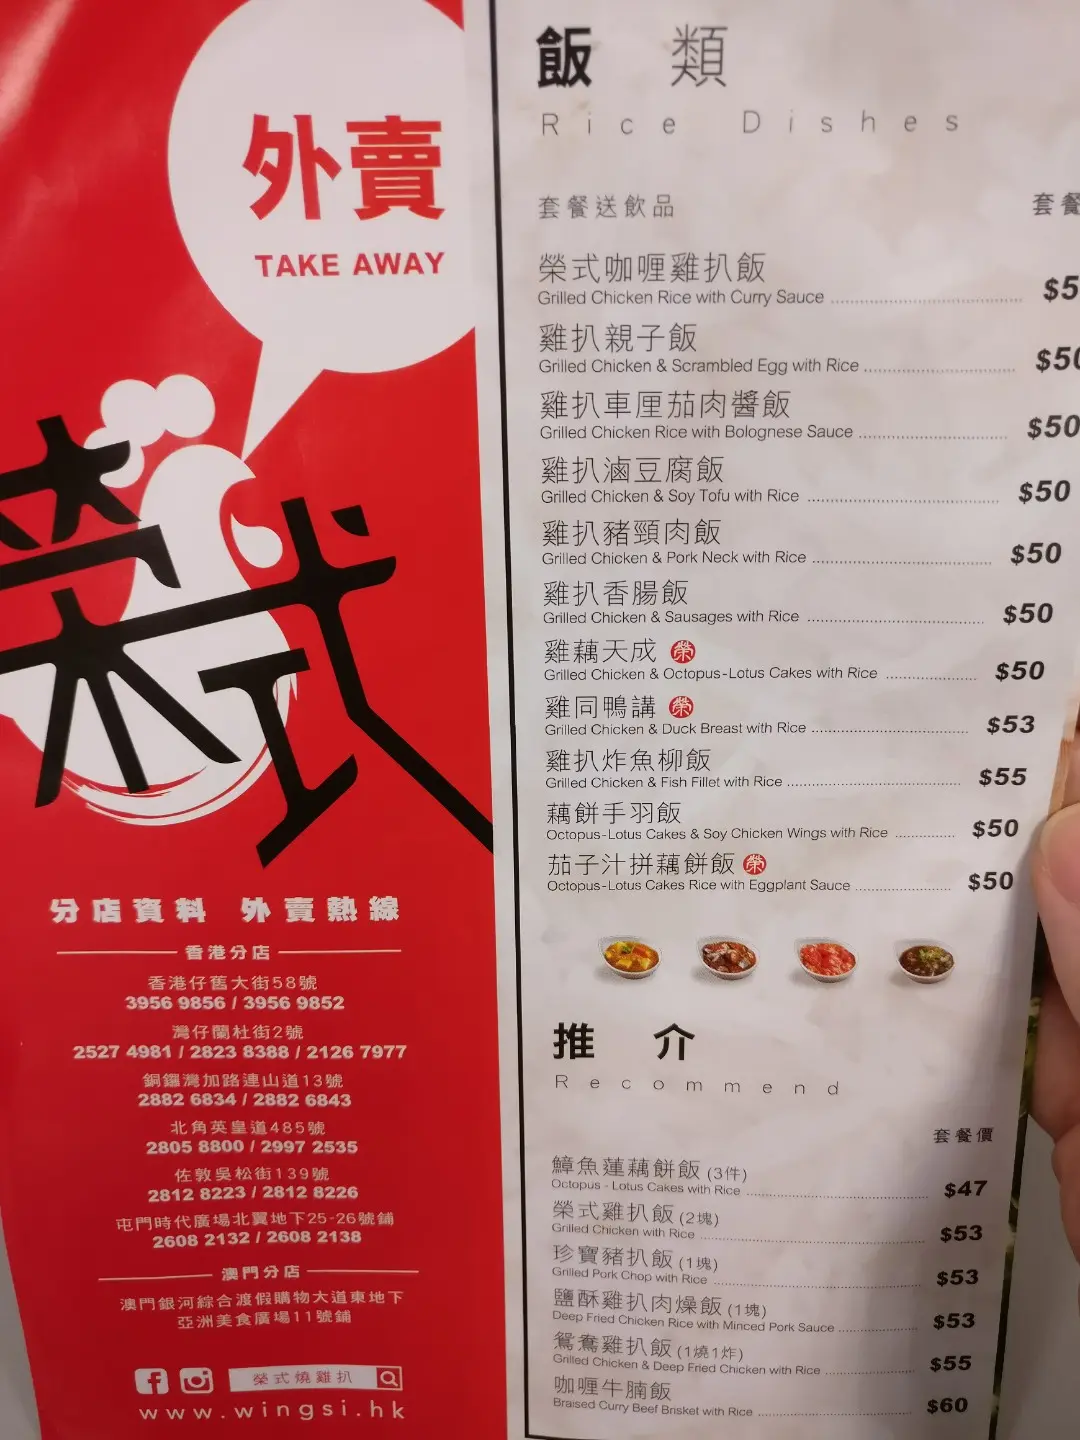 外賣
TAKE AWAY
榮式
分店資料 外賣熱線
香港分店
香港仔舊大街58號
3956 9856 / 3956 9852
灣仔蘭杜街2號
2527 4981 / 2823 8388 / 2126 7977
銅鑼灣加路連山道13號
2882 6834 / 2882 6843
北角英皇道485號
2805 8800 / 2997 2535
佐敦吳松街139號
2812 8223 / 2812 8226
屯門時代廣場北翼地下25-26號鋪
2608 2132 / 2608 2138
澳門分店
澳門銀河綜合渡假購物大道東地下
亞洲美食廣場11號鋪
榮式燒雞扒
www.wingsi.hk
飯類
Rice Dishes
套餐送飲品 套餐
榮式咖喱雞扒飯
Grilled Chicken Rice with Curry Sauce $5
雞扒親子飯
Grilled Chicken & Scrambled Egg with Rice $50
雞扒車厘茄肉醬飯
Grilled Chicken Rice with Bolognese Sauce $50
雞扒滷豆腐飯
Grilled Chicken & Soy Tofu with Rice $50
雞扒豬頸肉飯
Grilled Chicken & Pork Neck with Rice $50
雞扒香腸飯
Grilled Chicken & Sausages with Rice $50
雞藕天成 榮
Grilled Chicken & Octopus-Lotus Cakes with Rice $50
雞同鴨講 榮
Grilled Chicken & Duck Breast with Rice $53
雞扒炸魚柳飯
Grilled Chicken & Fish Fillet with Rice $55
藕餅手羽飯
Octopus-Lotus Cakes & Soy Chicken Wings with Rice $50
茄子汁拼藕餅飯 榮
Octopus-Lotus Cakes Rice with Eggplant Sauce $50
推介
Recommend
套餐價
鱆魚蓮藕餅飯 (3件)
Octopus - Lotus Cakes with Rice $47
榮式雞扒飯 (2塊)
Grilled Chicken with Rice $53
珍寶豬扒飯 (1塊)
Grilled Pork Chop with Rice $53
鹽酥雞扒肉燥飯 (1塊)
Deep Fried Chicken Rice with Minced Pork Sauce $53
鴛鴦雞扒飯 (1燒1炸)
Grilled Chicken & Deep Fried Chicken with Rice $55
咖喱牛腩飯
Braised Curry Beef Brisket with Rice $60